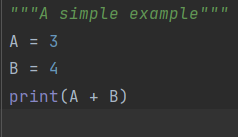 """A simple example"""
A = 3
B = 4
print(A + B)